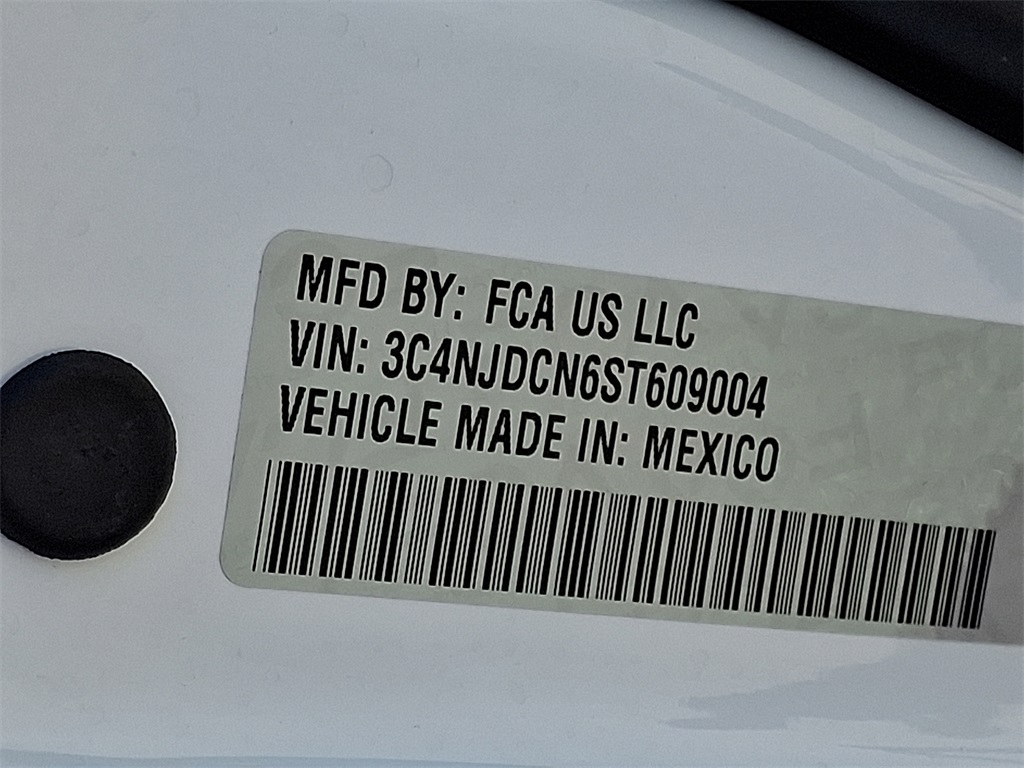 MFD BY: FCA US LLC
VIN: 3C4NJDCN6ST609004
VEHICLE MADE IN: MEXICO